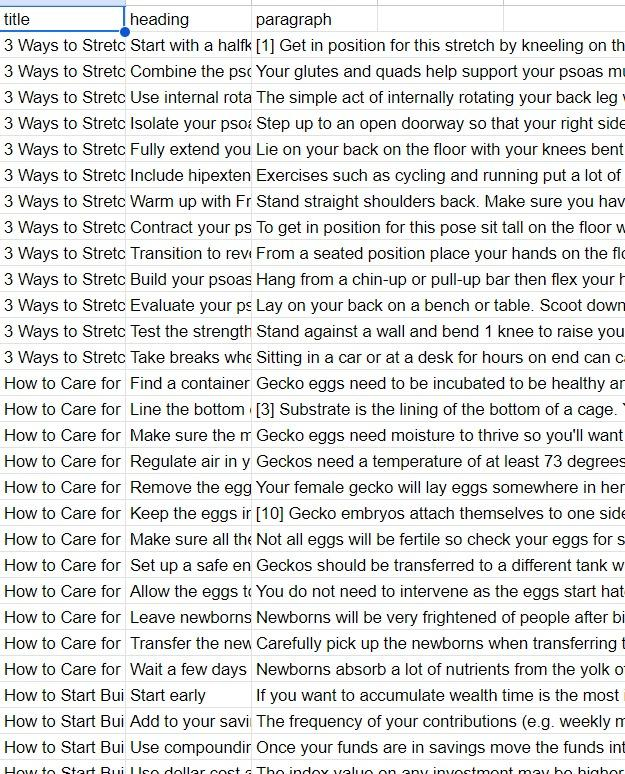 title heading paragraph
3 Ways to Stretc Start with a halfk [1] Get in position for this stretch by kneeling on th
3 Ways to Stretc Combine the pso Your glutes and quads help support your psoas mu
3 Ways to Stretc Use internal rota The simple act of internally rotating your back leg
3 Ways to Stretc Isolate your psoa Step up to an open doorway so that your right side
3 Ways to Stretc Fully extend you Lie on your back on the floor with your knees bent
3 Ways to Stretc Include hipexten Exercises such as cycling and running put a lot of
3 Ways to Stretc Warm up with Fr Stand straight shoulders back. Make sure you hav
3 Ways to Stretc Contract your ps To get in position for this pose sit tall on the floor w
3 Ways to Stretc Transition to reve From a seated position place your hands on the flo
3 Ways to Stretc Build your psoas Hang from a chin-up or pull-up bar then flex your h
3 Ways to Stretc Evaluate your ps Lay on your back on a bench or table. Scoot down
3 Ways to Stretc Test the strength Stand against a wall and bend 1 knee to raise you
3 Ways to Stretc Take breaks whe Sitting in a car or at a desk for hours on end can ca
How to Care for Find a container Gecko eggs need to be incubated to be healthy an
How to Care for Line the bottom [3] Substrate is the lining of the bottom of a cage. Y
How to Care for Make sure the m Gecko eggs need moisture to thrive so you'll want
How to Care for Regulate air in y Geckos need a temperature of at least 73 degrees
How to Care for Remove the egg Your female gecko will lay eggs somewhere in her
How to Care for Keep the eggs in [10] Gecko embryos attach themselves to one side
How to Care for Make sure all the Not all eggs will be fertile so check your eggs for s
How to Care for Set up a safe en Geckos should be transferred to a different tank w
How to Care for Allow the eggs to You do not need to intervene as the eggs start hat
How to Care for Leave newborns Newborns will be very frightened of people after bi
How to Care for Transfer the new Carefully pick up the newborns when transferring t
How to Care for Wait a few days Newborns absorb a lot of nutrients from the yolk of
How to Start Bui Start early If you want to accumulate wealth time is the most
How to Start Bui Add to your savi The frequency of your contributions (e.g. weekly m
How to Start Bui Use compoundin Once your funds are in savings move the funds int
How to Start Bui Use dollar cost a The index value on any investment may be higher